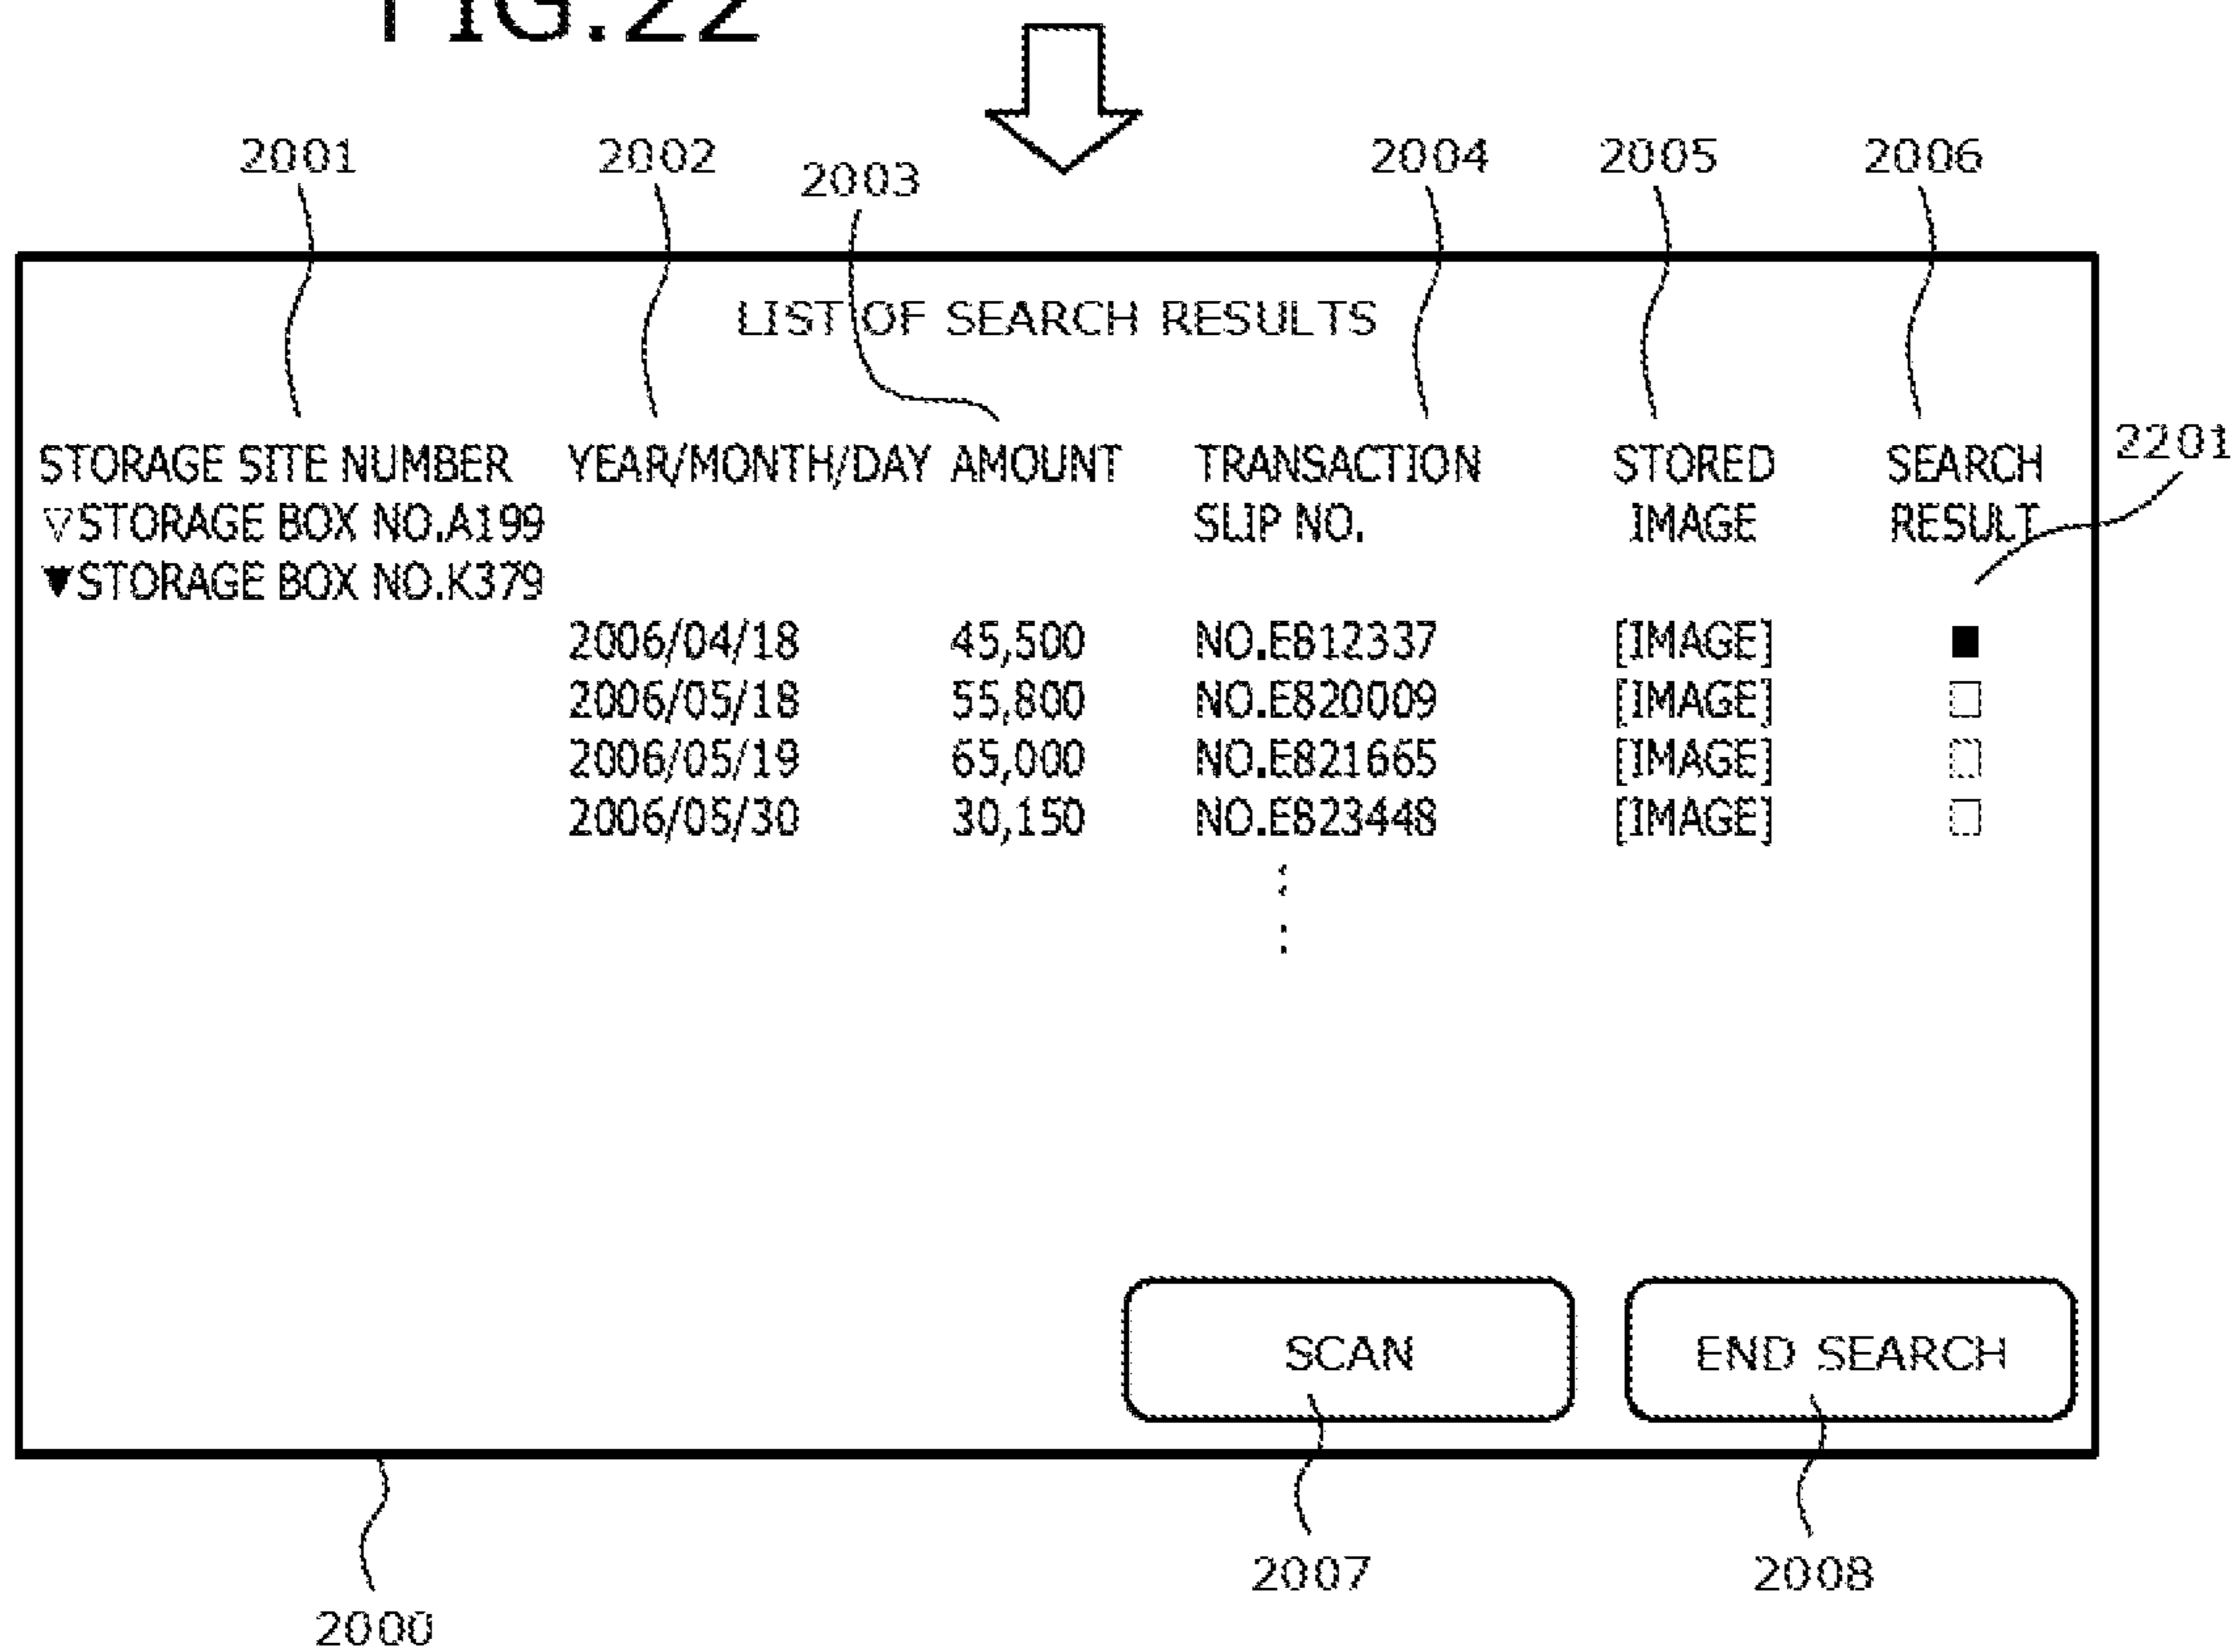 FIG.22
2001 2002 2003 2004 2005 2006
LIST OF SEARCH RESULTS
2201
STORAGE SITE NUMBER YEAR/MONTH/DAY AMOUNT TRANSACTION STORED SEARCH
▽STORAGE BOX NO.A199 SLIP NO. IMAGE RESULT
▼STORAGE BOX NO.K379
2006/04/18 45,500 NO.E812337 [IMAGE] ■
2006/05/18 55,800 NO.E820009 [IMAGE] □
2006/05/19 65,000 NO.E821665 [IMAGE] □
2006/05/30 30,150 NO.E823448 [IMAGE] □
SCAN END SEARCH
2007 2008
2000